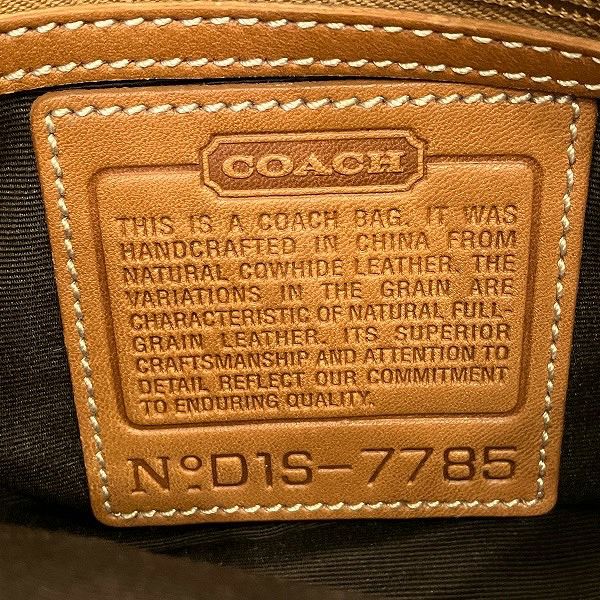 COACH
THIS IS A COACH BAG. IT WAS
HANDCRAFTED IN CHINA FROM
NATURAL COWHIDE LEATHER. THE
VARIATIONS IN THE GRAIN ARE
CHARACTERISTIC OF NATURAL FULL-
GRAIN LEATHER. ITS SUPERIOR
CRAFTSMANSHIP AND ATTENTION TO
DETAIL REFLECT OUR COMMITMENT
TO ENDURING QUALITY.
Nº D1S-7785